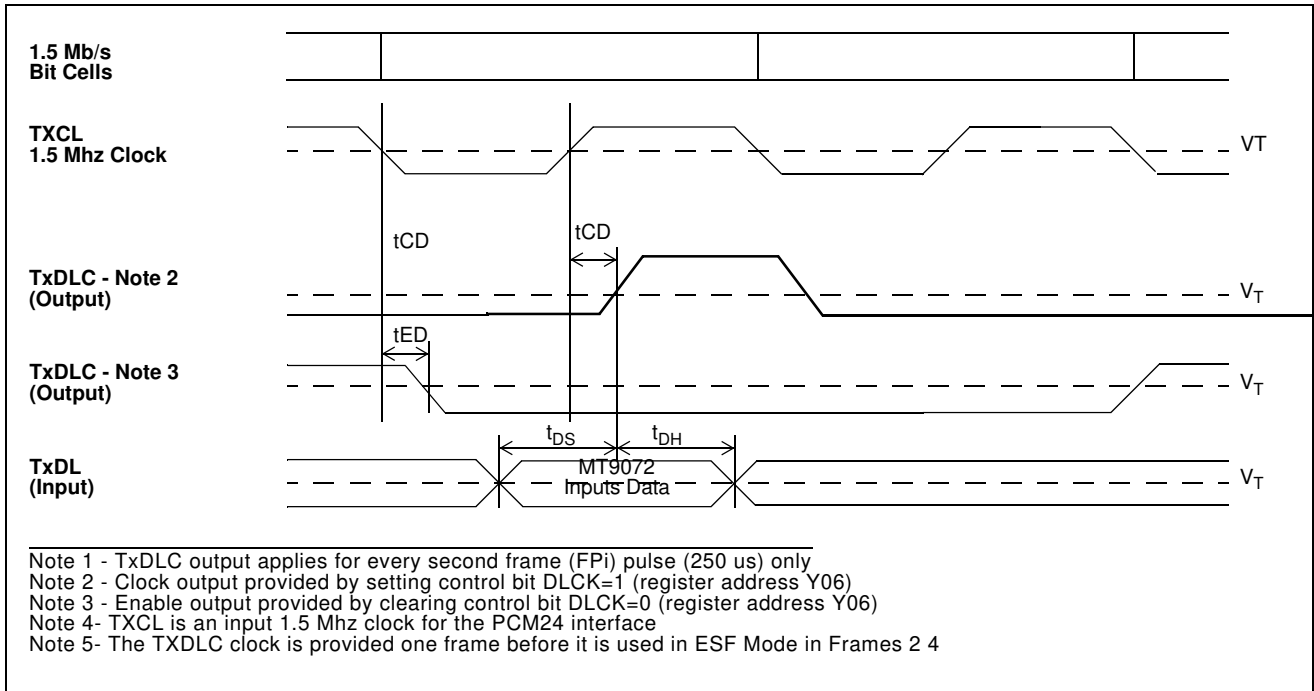 1.5 Mb/s
Bit Cells
TXCL
1.5 Mhz Clock
VT
tCD
tCD
TxDLC - Note 2
(Output)
VT
tED
TxDLC - Note 3
(Output)
VT
tDS
tDH
TxDL
(Input)
MT9072
Inputs Data
VT
Note 1 - TxDLC output applies for every second frame (FPi) pulse (250 us) only
Note 2 - Clock output provided by setting control bit DLCK=1 (register address Y06)
Note 3 - Enable output provided by clearing control bit DLCK=0 (register address Y06)
Note 4- TXCL is an input 1.5 Mhz clock for the PCM24 interface
Note 5- The TXDLC clock is provided one frame before it is used in ESF Mode in Frames 2 4